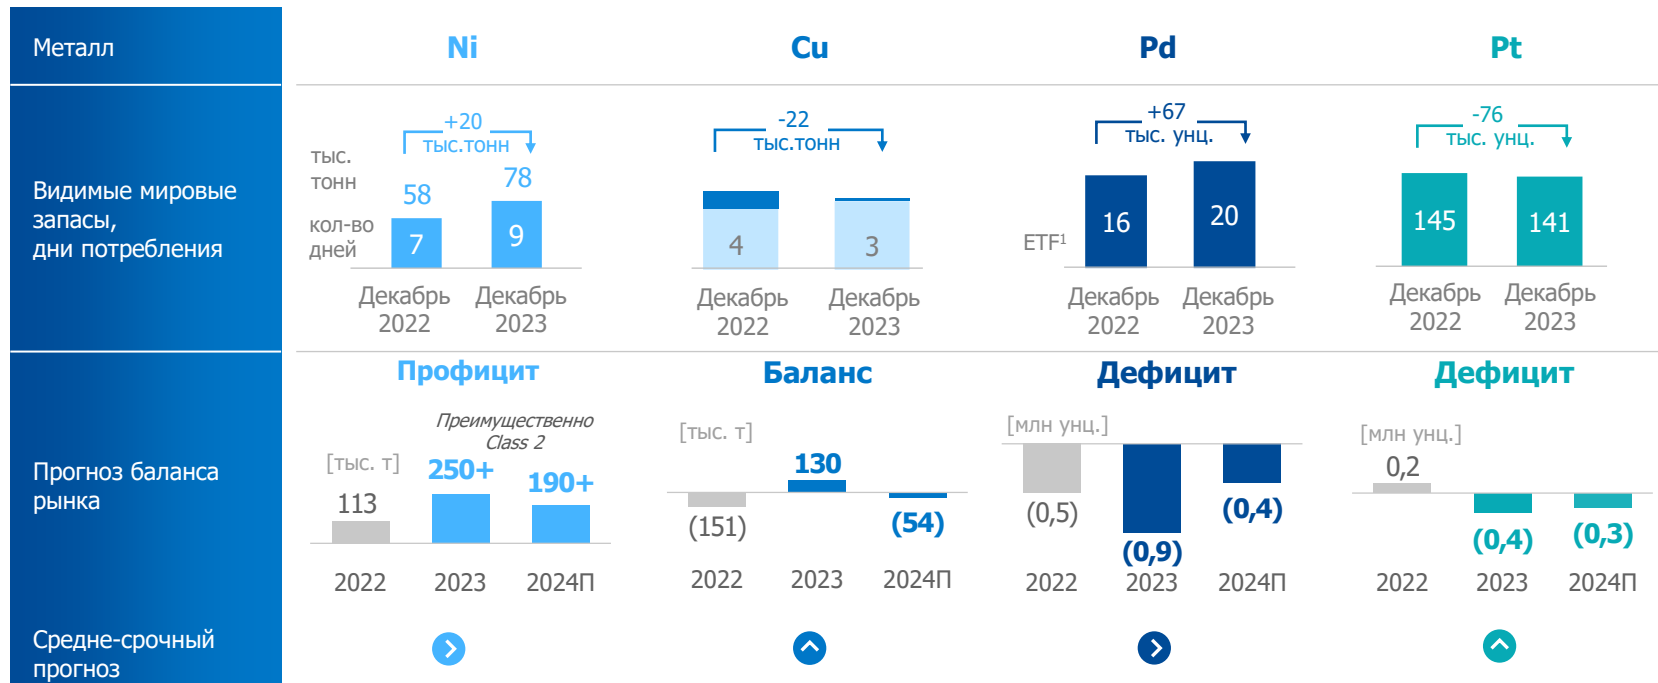 Металл
Ni
Cu
Pd
Pt
Видимые мировые
запасы,
дни потребления
тыс.
тонн
кол-во
дней
+20
тыс.тонн
58
78
7
9
Декабрь
2022
Декабрь
2023
-22
тыс.тонн
4
3
Декабрь
2022
Декабрь
2023
+67
тыс. унц.
ETF¹
16
20
Декабрь
2022
Декабрь
2023
-76
тыс. унц.
145
141
Декабрь
2022
Декабрь
2023
Прогноз баланса
рынка
Профицит
Преимущественно
Class 2
[тыс. т]
113
250+
190+
2022
2023
2024П
Баланс
[тыс. т]
(151)
130
(54)
2022
2023
2024П
Дефицит
[млн унц.]
(0,5)
(0,9)
(0,4)
2022
2023
2024П
Дефицит
[млн унц.]
0,2
(0,4)
(0,3)
2022
2023
2024П
Средне-срочный
прогноз